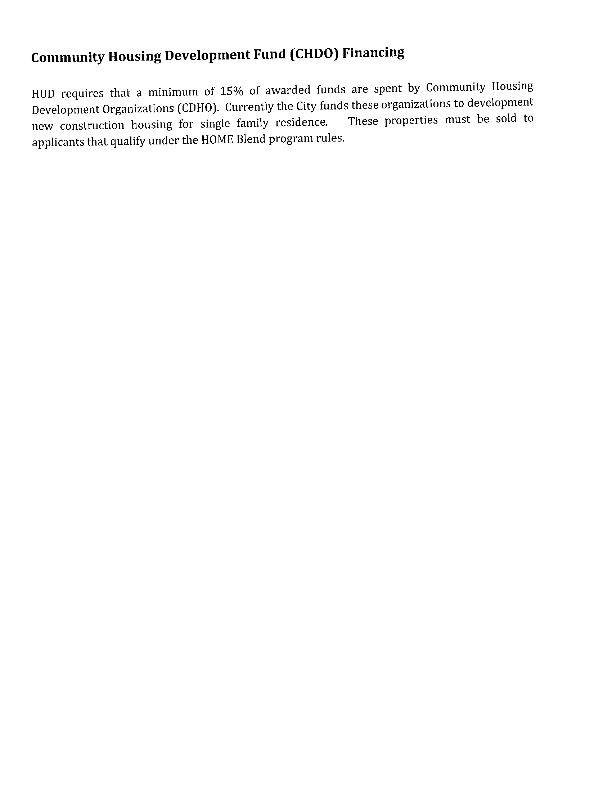 Community Housing Development Fund (CHDO) Financing
HUD requires that a minimum of 15% of awarded funds are spent by Community Housing
Development Organizations (CDHO). Currently the City funds these organizations to development
new construction housing for single family residence. These properties must be sold to
applicants that qualify under the HOME Blend program rules.